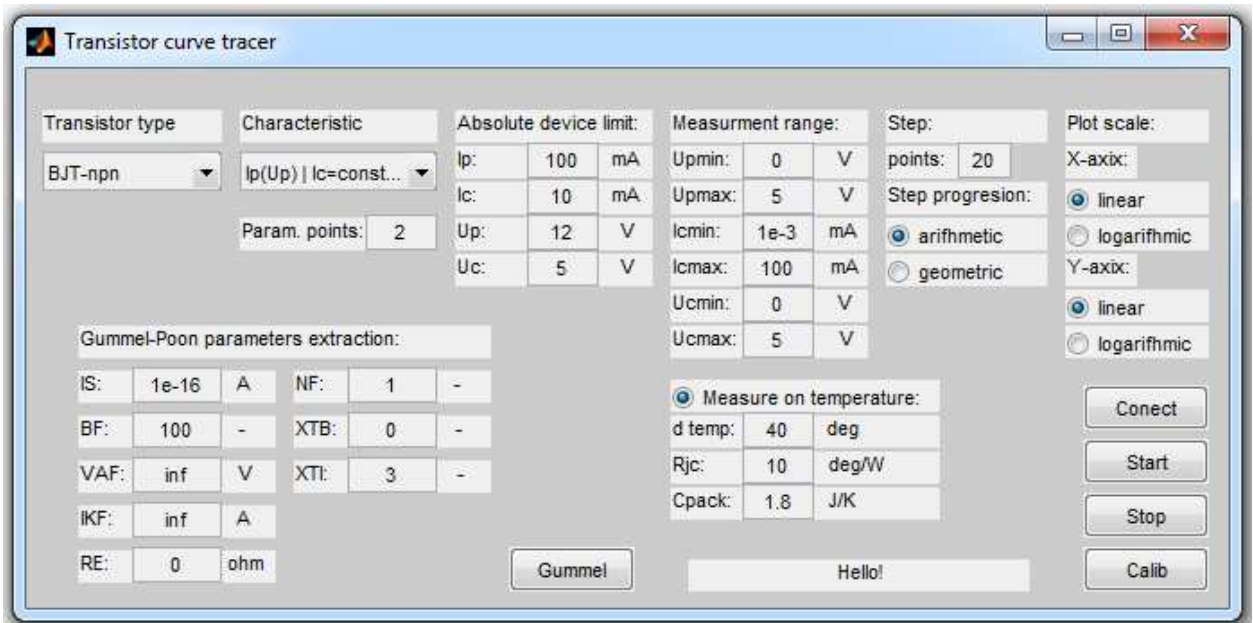 Transistor curve tracer
Transistor type
BJT-npn
Characteristic
Ip(Up) | Ic=const...
Param. points: 2
Absolute device limit:
Ip: 100 mA
Ic: 10 mA
Up: 12 V
Uc: 5 V
Measurment range:
Upmin: 0 V
Upmax: 5 V
Icmin: 1e-3 mA
Icmax: 100 mA
Ucmin: 0 V
Ucmax: 5 V
Step:
points: 20
Step progresion:
arifhmetic
geometric
Plot scale:
X-axix:
linear
logarifhmic
Y-axix:
linear
logarifhmic
Gummel-Poon parameters extraction:
IS: 1e-16 A NF: 1 -
BF: 100 - XTB: 0 -
VAF: inf V XTI: 3 -
IKF: inf A
RE: 0 ohm
Measure on temperature:
d temp: 40 deg
Rjc: 10 deg/W
Cpack: 1.8 J/K
Conect
Start
Stop
Gummel
Hello!
Calib